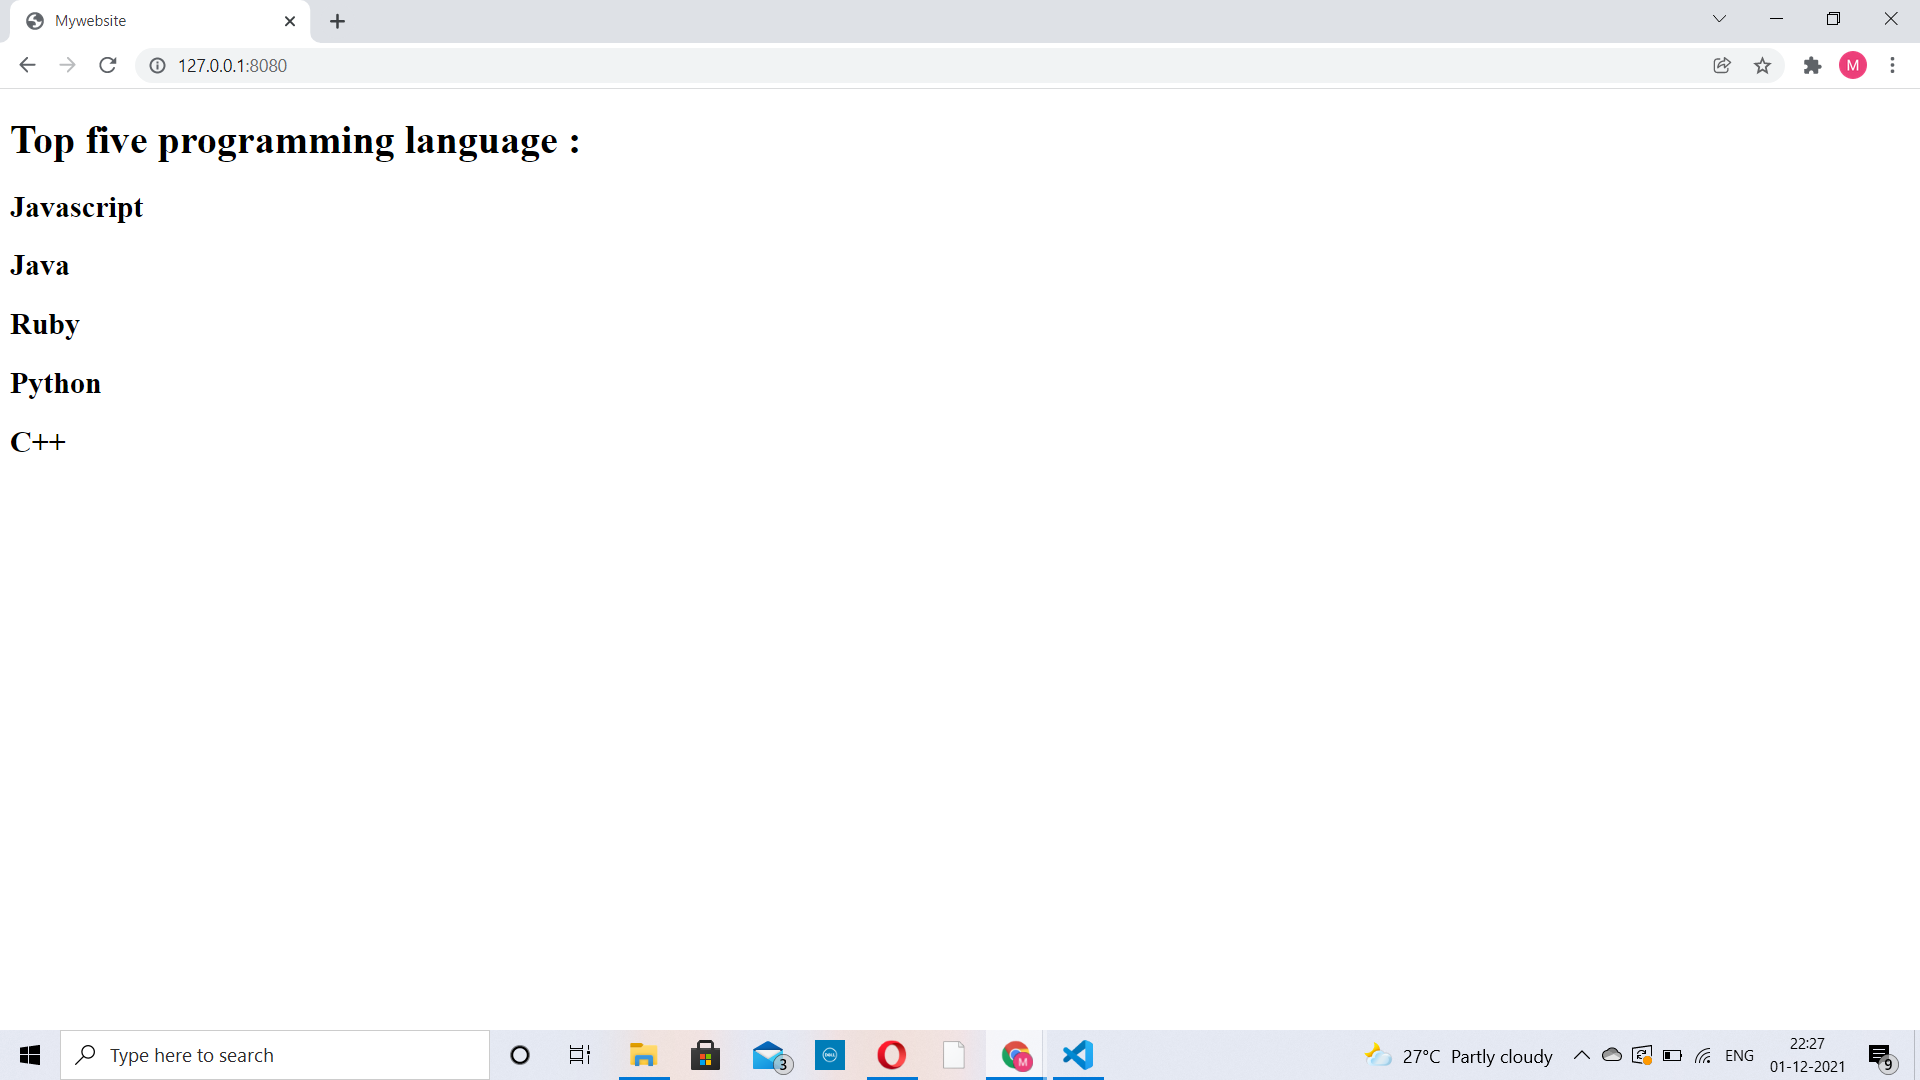 Mywebsite
127.0.0.1:8080
M
Top five programming language :
Javascript
Java
Ruby
Python
C++
Type here to search
3
DELL
M
27°C Partly cloudy
ENG
22:27
01-12-2021
9